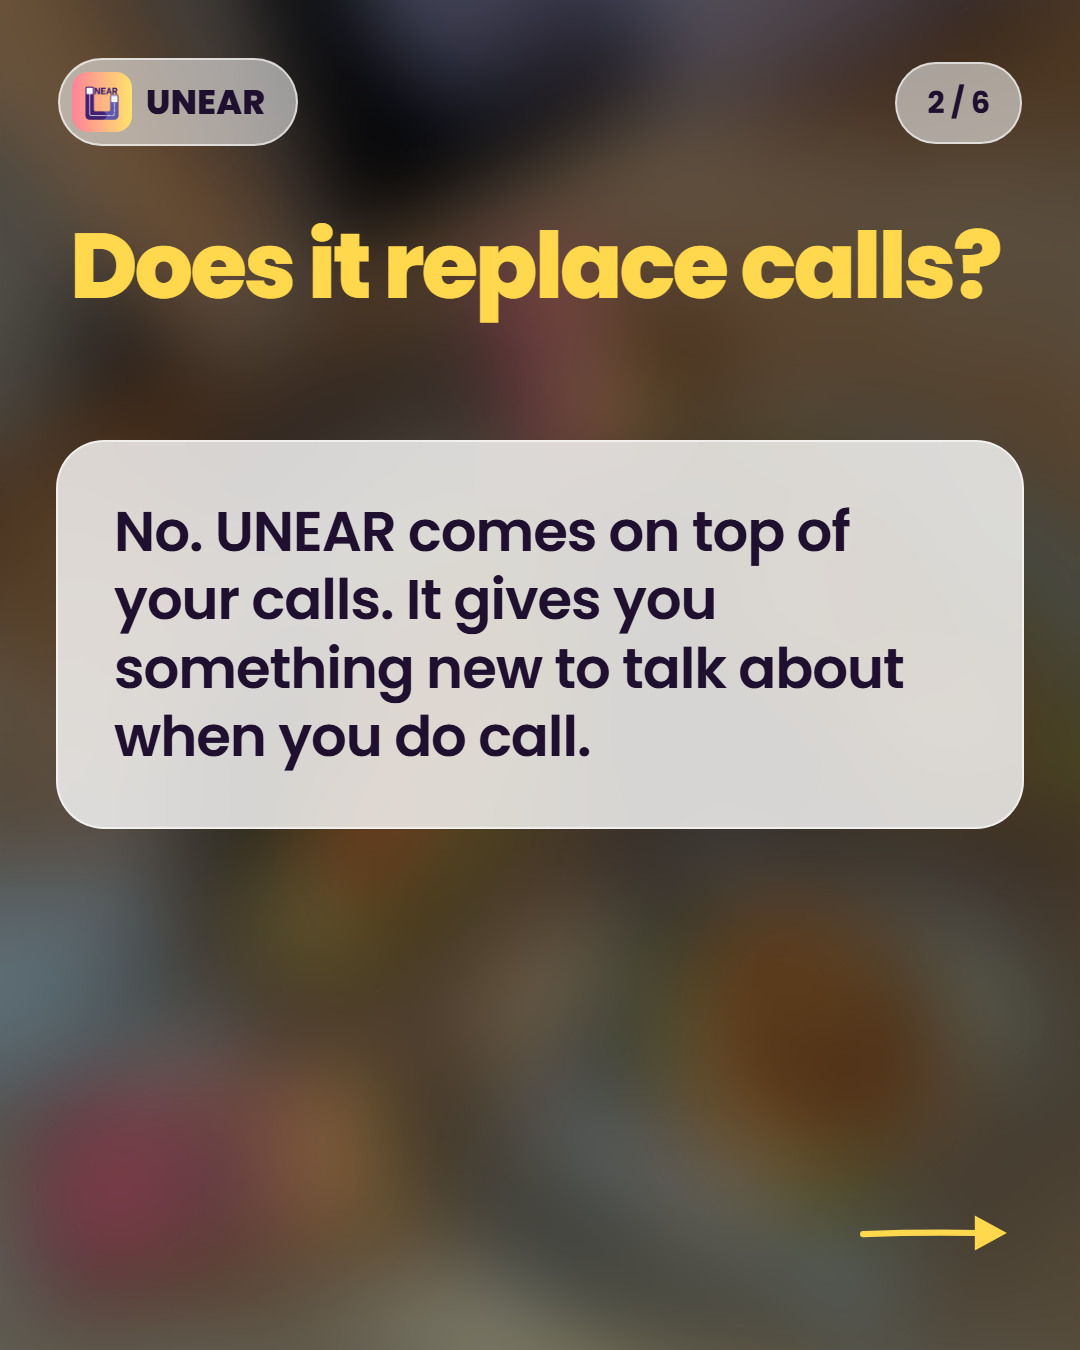 UNEAR
UNEAR
2 / 6
Does it replace calls?
No. UNEAR comes on top of
your calls. It gives you
something new to talk about
when you do call.